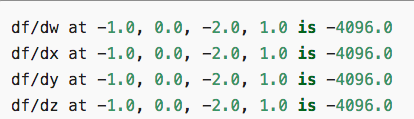 df/dw at -1.0, 0.0, -2.0, 1.0 is -4096.0
df/dx at -1.0, 0.0, -2.0, 1.0 is -4096.0
df/dy at -1.0, 0.0, -2.0, 1.0 is -4096.0
df/dz at -1.0, 0.0, -2.0, 1.0 is -4096.0